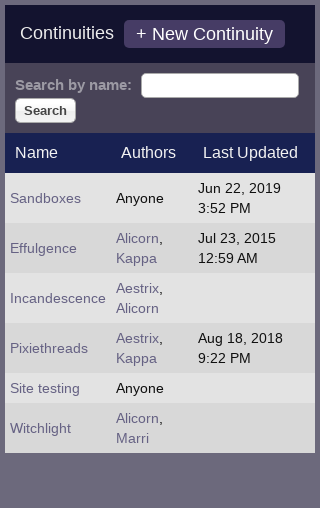 Continuities + New Continuity
Search by name:
Search
Name Authors Last Updated
Sandboxes Anyone Jun 22, 2019 3:52 PM
Effulgence Alicorn, Kappa Jul 23, 2015 12:59 AM
Incandescence Aestrix, Alicorn
Pixiethreads Aestrix, Kappa Aug 18, 2018 9:22 PM
Site testing Anyone
Witchlight Alicorn, Marri